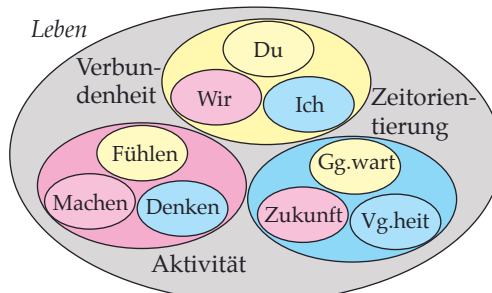 Leben
Du
Verbun-
denheit
Wir
Ich
Zeitorien-
tierung
Fühlen
Gg.wart
Machen
Denken
Zukunft
Vg.heit
Aktivität